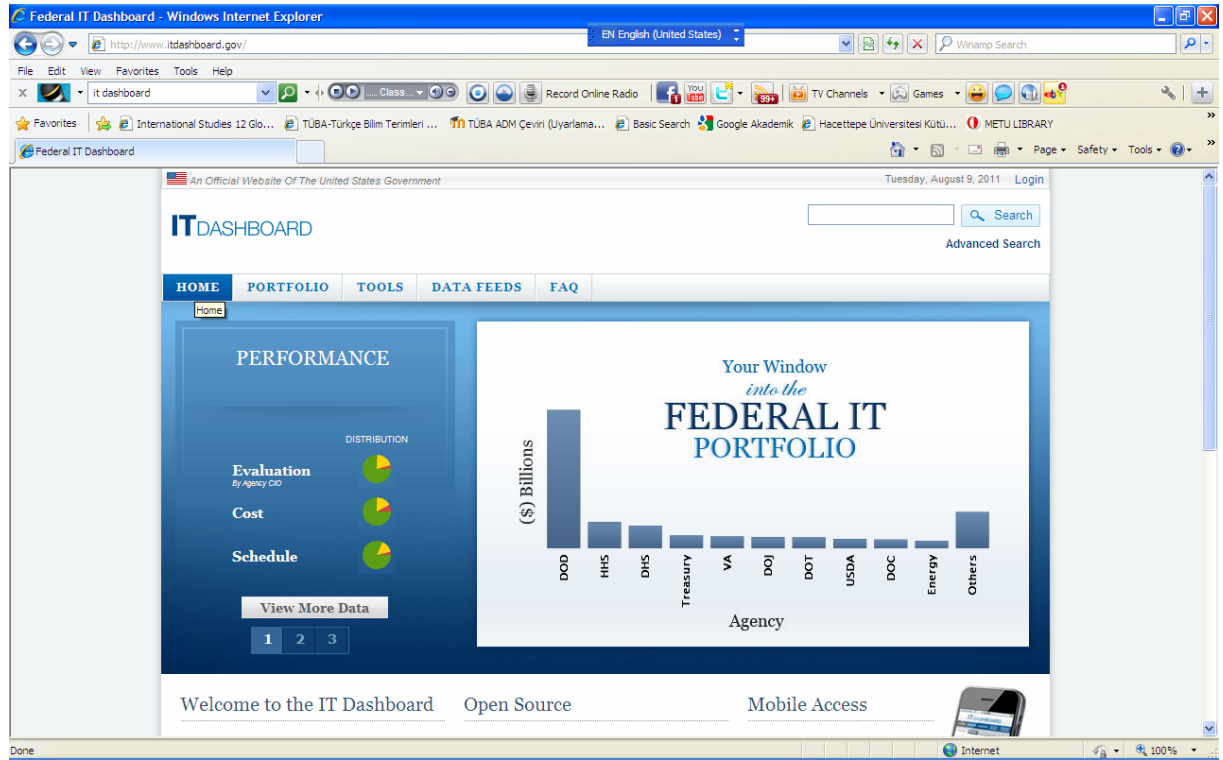 Federal IT Dashboard - Windows Internet Explorer
EN English (United States)
http://www.itdashboard.gov/
Winamp Search
File Edit View Favorites Tools Help
x it dashboard ..... Class... Record Online Radio 1 You Tube 99+ TV Channels Games
Favorites International Studies 12 Glo... TÜBA-Türkçe Bilim Terimleri ... TÜBA ADM Çeviri (Uyarlama... Basic Search Google Akademik Hacettepe Üniversitesi Kütü... METU LIBRARY »
Federal IT Dashboard Page Safety Tools »
An Official Website Of The United States Government Tuesday, August 9, 2011 Login
ITDASHBOARD Search
Advanced Search
HOME PORTFOLIO TOOLS DATA FEEDS FAQ
Home
PERFORMANCE
DISTRIBUTION
Evaluation
By Agency CIO
Cost
Schedule
View More Data
1 2 3
Your Window
into the
FEDERAL IT
PORTFOLIO
($) Billions
DOD HHS DHS Treasury VA DOJ DOT USDA DOC Energy Others
Agency
Welcome to the IT Dashboard Open Source Mobile Access
ITDASHBOARD
Done Internet 100%